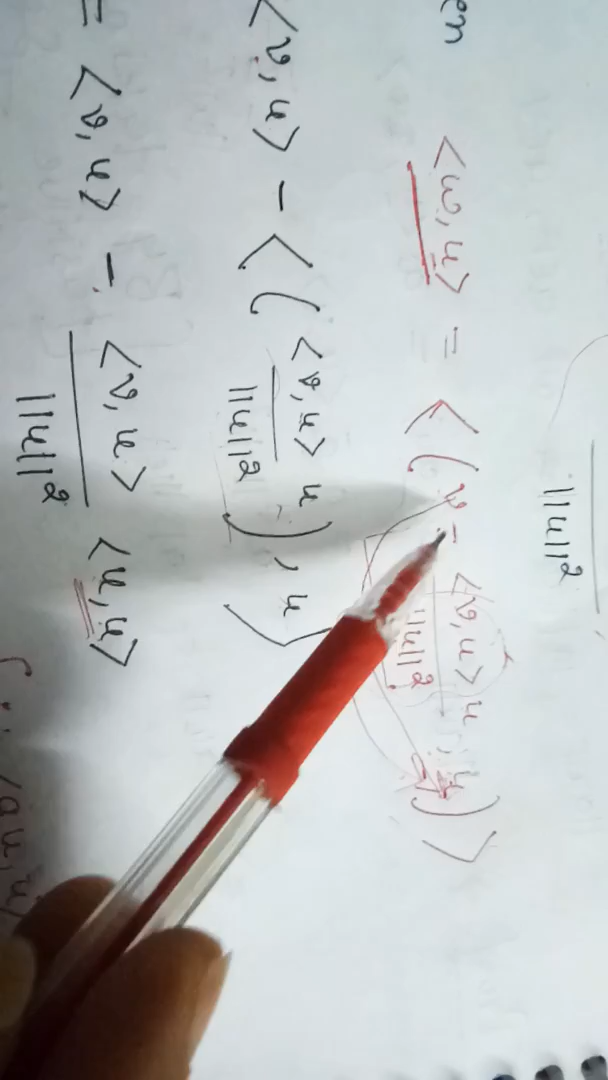 ||u||²
en <w, u> = <(v - <v, u> u, u)>
||u||²
<v, u> - <(<v, u> u), u>
||u||²
= <v, u> - <v, u> <u, u>
||u||²